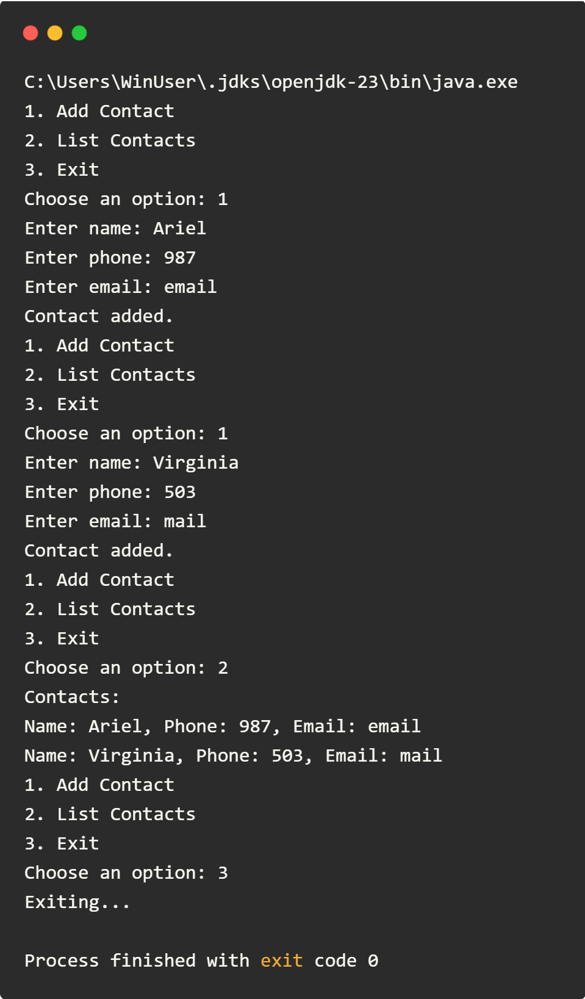 C:\Users\WinUser\.jdks\openjdk-23\bin\java.exe
1. Add Contact
2. List Contacts
3. Exit
Choose an option: 1
Enter name: Ariel
Enter phone: 987
Enter email: email
Contact added.
1. Add Contact
2. List Contacts
3. Exit
Choose an option: 1
Enter name: Virginia
Enter phone: 503
Enter email: mail
Contact added.
1. Add Contact
2. List Contacts
3. Exit
Choose an option: 2
Contacts:
Name: Ariel, Phone: 987, Email: email
Name: Virginia, Phone: 503, Email: mail
1. Add Contact
2. List Contacts
3. Exit
Choose an option: 3
Exiting...
Process finished with exit code 0